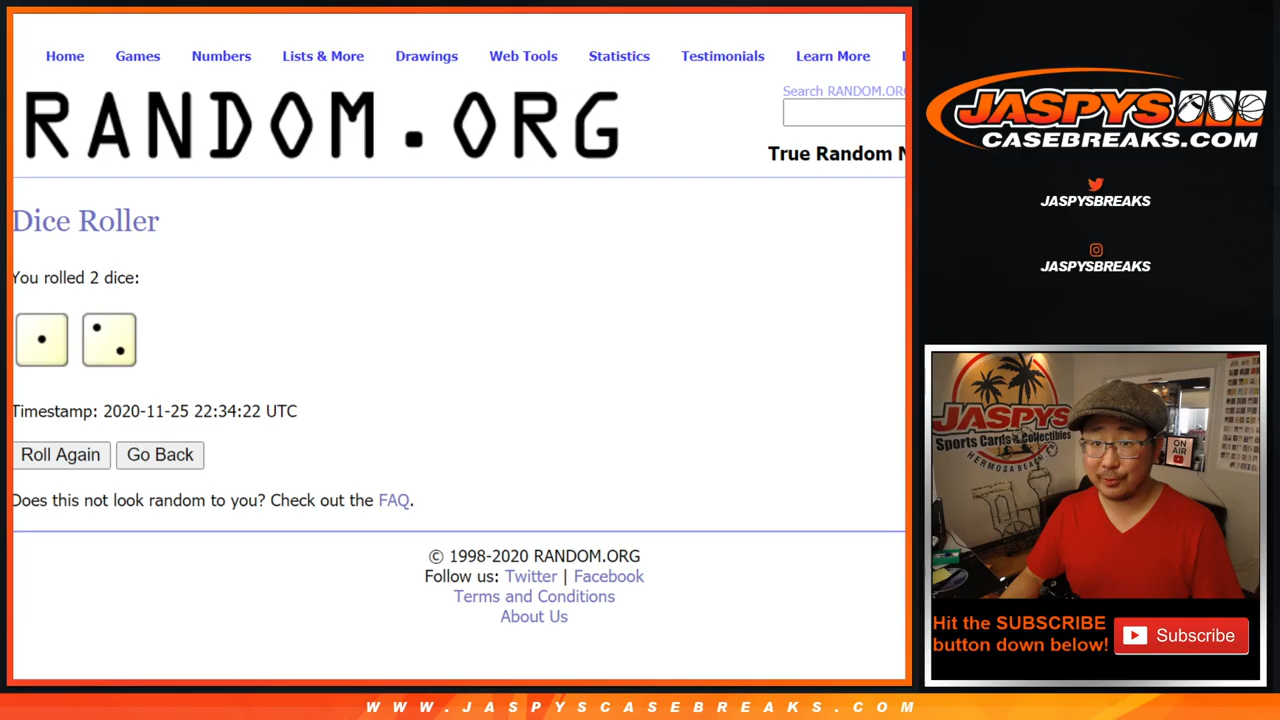 Home Games Numbers Lists & More Drawings Web Tools Statistics Testimonials Learn More
RANDOM.ORG
Search RANDOM.ORG
True Random N
Dice Roller
You rolled 2 dice:
Timestamp: 2020-11-25 22:34:22 UTC
Roll Again Go Back
Does this not look random to you? Check out the FAQ.
© 1998-2020 RANDOM.ORG
Follow us: Twitter | Facebook
Terms and Conditions
About Us
JASPYS
CASEBREAKS.COM
JASPYSBREAKS
JASPYSBREAKS
JASPYS
Sports Cards & Collectibles
HERMOSA BEACH
ON
AIR
Hit the SUBSCRIBE
button down below!
Subscribe
WWW.JASPYSCASEBREAKS.COM